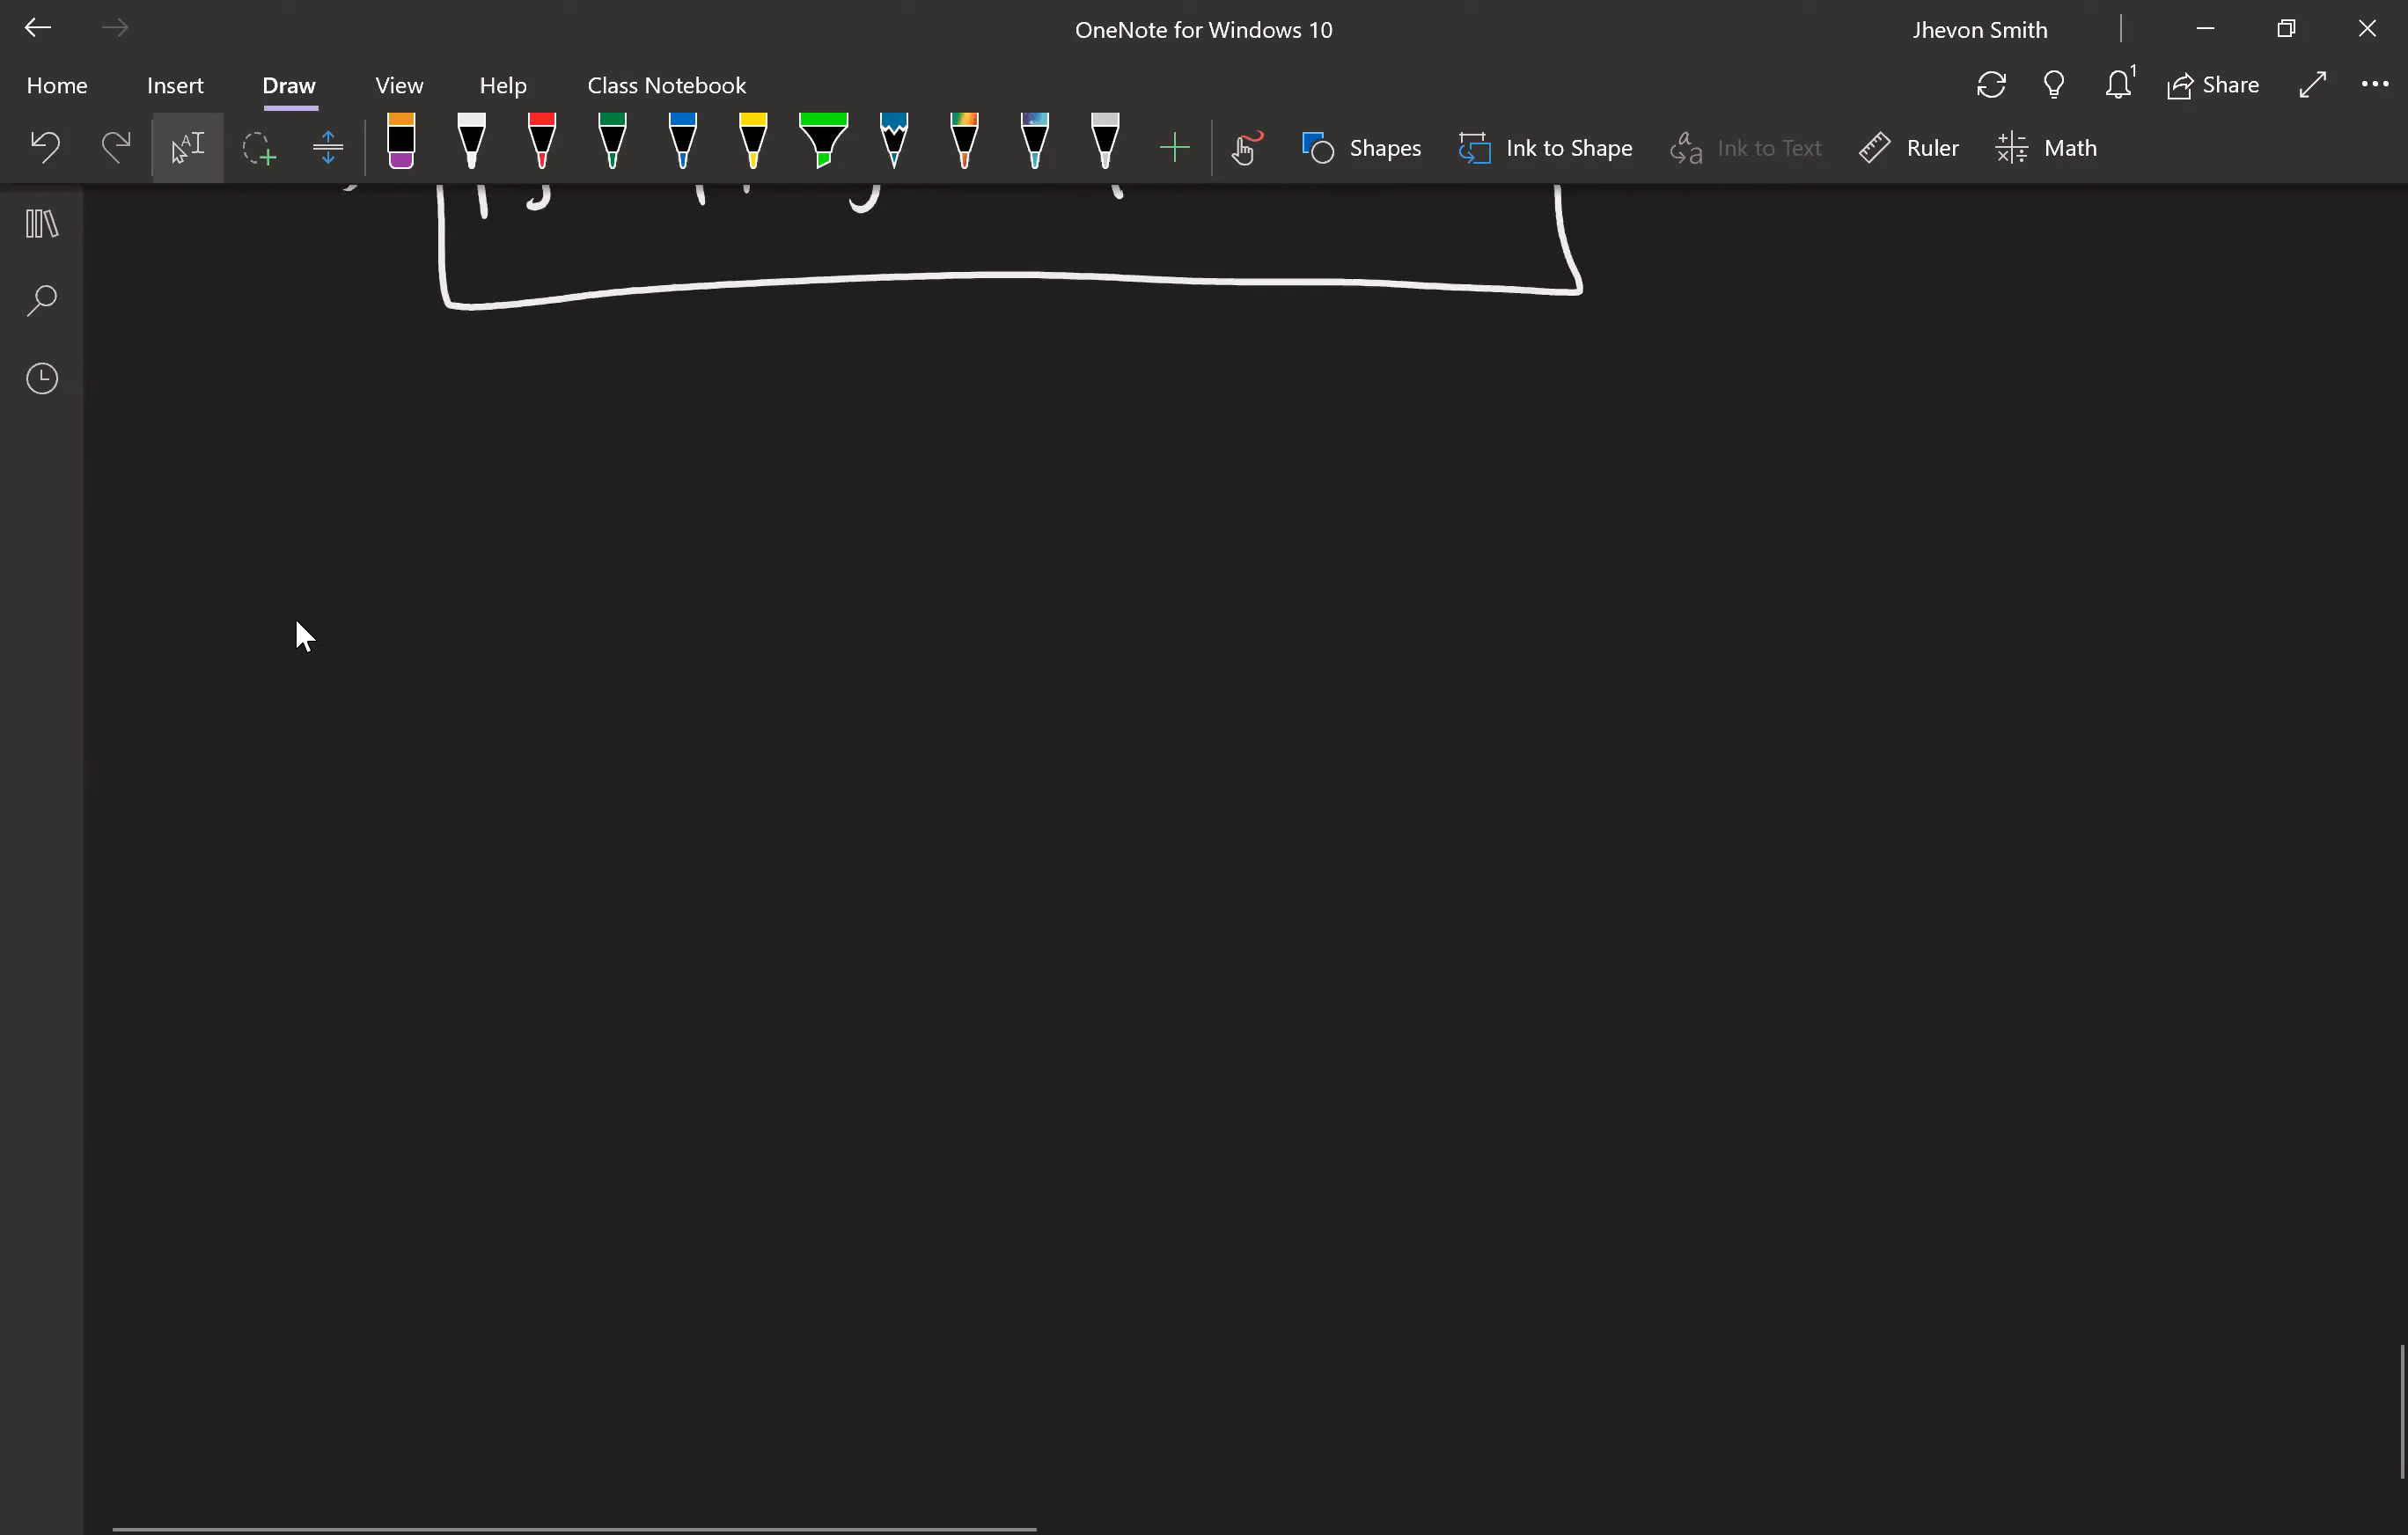 OneNote for Windows 10
Jhevon Smith
Home Insert Draw View Help Class Notebook
1
Share
Shapes Ink to Shape Ink to Text Ruler Math